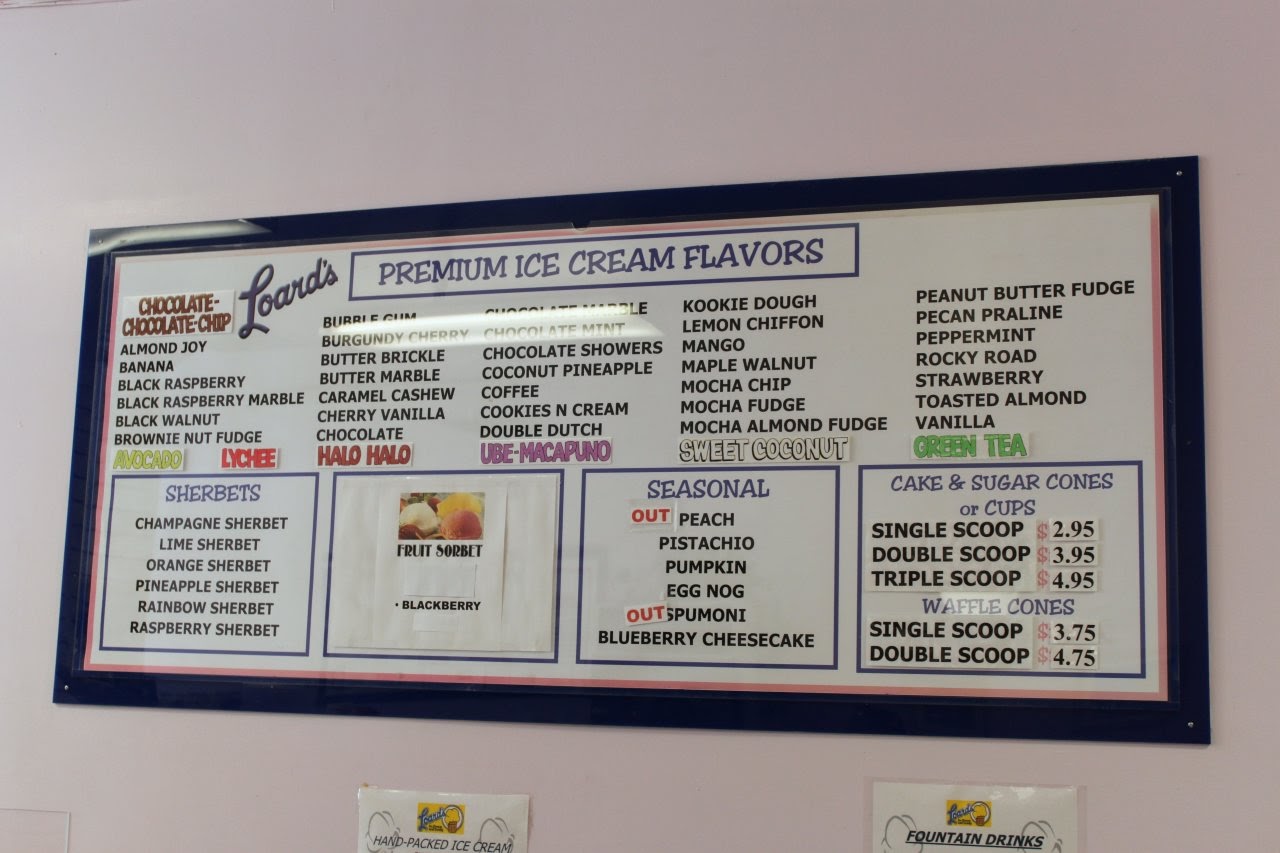 Loard's
PREMIUM ICE CREAM FLAVORS
CHOCOLATE-
CHOCOLATE-CHIP
ALMOND JOY
BANANA
BLACK RASPBERRY
BLACK RASPBERRY MARBLE
BLACK WALNUT
BROWNIE NUT FUDGE
AVOCADO LYCHEE
BUBBLE GUM
BURGUNDY CHERRY
BUTTER BRICKLE
BUTTER MARBLE
CARAMEL CASHEW
CHERRY VANILLA
CHOCOLATE
HALO HALO
CHOCOLATE MARBLE
CHOCOLATE MINT
CHOCOLATE SHOWERS
COCONUT PINEAPPLE
COFFEE
COOKIES N CREAM
DOUBLE DUTCH
UBE-MACAPUNO
KOOKIE DOUGH
LEMON CHIFFON
MANGO
MAPLE WALNUT
MOCHA CHIP
MOCHA FUDGE
MOCHA ALMOND FUDGE
SWEET COCONUT
PEANUT BUTTER FUDGE
PECAN PRALINE
PEPPERMINT
ROCKY ROAD
STRAWBERRY
TOASTED ALMOND
VANILLA
GREEN TEA
SHERBETS
CHAMPAGNE SHERBET
LIME SHERBET
ORANGE SHERBET
PINEAPPLE SHERBET
RAINBOW SHERBET
RASPBERRY SHERBET
FRUIT SORBET
• BLACKBERRY
SEASONAL
OUT PEACH
PISTACHIO
PUMPKIN
EGG NOG
OUT SPUMONI
BLUEBERRY CHEESECAKE
CAKE & SUGAR CONES
or CUPS
SINGLE SCOOP $2.95
DOUBLE SCOOP $3.95
TRIPLE SCOOP $4.95
WAFFLE CONES
SINGLE SCOOP $3.75
DOUBLE SCOOP $4.75
Loard's
HAND-PACKED ICE CREAM
Loard's
FOUNTAIN DRINKS